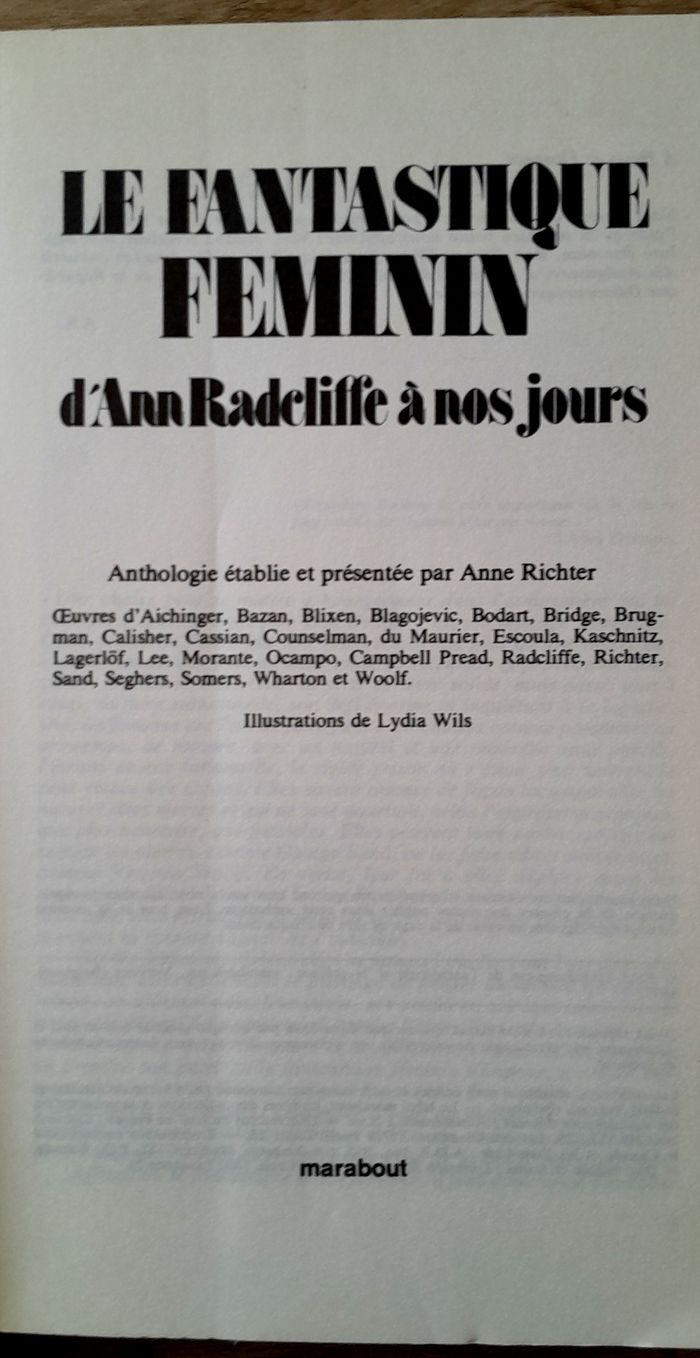 LE FANTASTIQUE
FEMININ
d'Ann Radcliffe à nos jours
Anthologie établie et présentée par Anne Richter
Œuvres d'Aichinger, Bazan, Blixen, Blagojevic, Bodart, Bridge, Brug-
man, Calisher, Cassian, Counselman, du Maurier, Escoula, Kaschnitz,
Lagerlöf, Lee, Morante, Ocampo, Campbell Pread, Radcliffe, Richter,
Sand, Seghers, Somers, Wharton et Woolf.
Illustrations de Lydia Wils
marabout